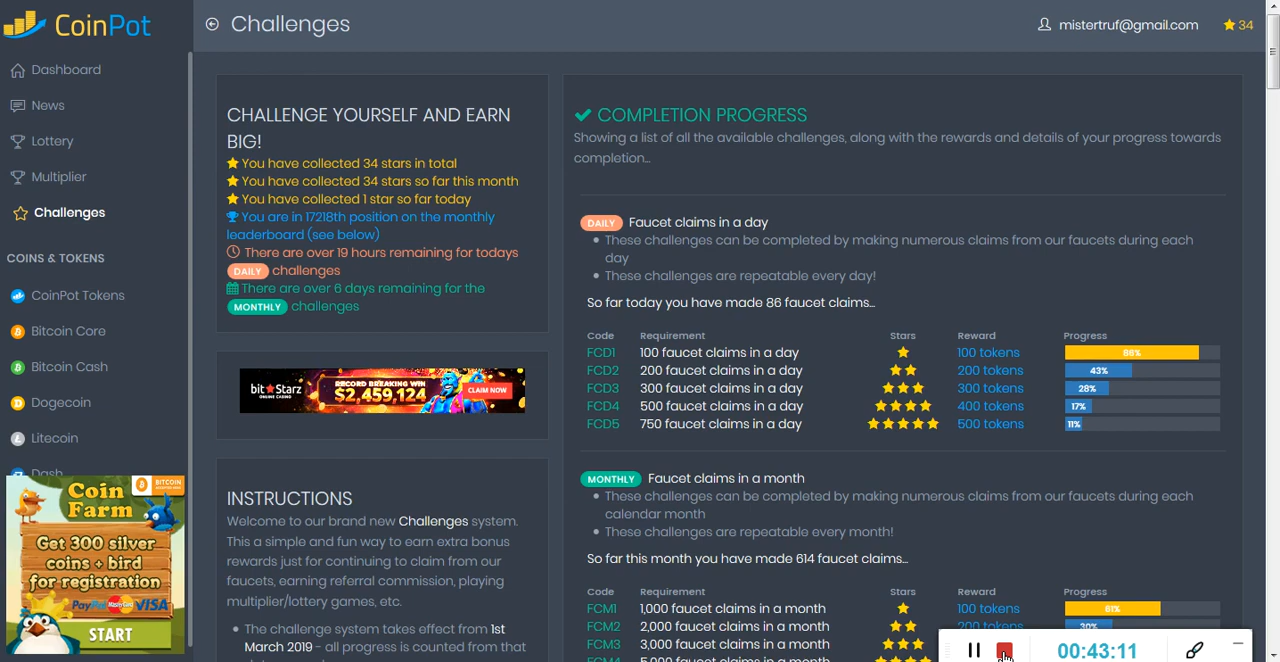 CoinPot
Challenges
mistertruf@gmail.com
34
Dashboard
News
Lottery
Multiplier
Challenges
COINS & TOKENS
CoinPot Tokens
Bitcoin Core
Bitcoin Cash
Dogecoin
Litecoin
Dash
BITCOIN
Coin
Farm
Get 300 silver
coins + bird
for registration
PayPal MasterCard VISA
START
CHALLENGE YOURSELF AND EARN
BIG!
You have collected 34 stars in total
You have collected 34 stars so far this month
You have collected 1 star so far today
You are in 17218th position on the monthly
leaderboard (see below)
There are over 19 hours remaining for todays
DAILY challenges
There are over 6 days remaining for the
MONTHLY challenges
bitStarz
ONLINE CASINO
RECORD BREAKING WIN
$2,459,124
CLAIM NOW
INSTRUCTIONS
Welcome to our brand new Challenges system.
This a simple and fun way to earn extra bonus
rewards just for continuing to claim from our
faucets, earning referral commission, playing
multiplier/lottery games, etc.
The challenge system takes effect from 1st
March 2019 - all progress is counted from that
COMPLETION PROGRESS
Showing a list of all the available challenges, along with the rewards and details of your progress towards
completion...
DAILY Faucet claims in a day
These challenges can be completed by making numerous claims from our faucets during each
day
These challenges are repeatable every day!
So far today you have made 86 faucet claims...
Code Requirement Stars Reward Progress
FCD1 100 faucet claims in a day 100 tokens 86%
FCD2 200 faucet claims in a day 200 tokens 43%
FCD3 300 faucet claims in a day 300 tokens 28%
FCD4 500 faucet claims in a day 400 tokens 17%
FCD5 750 faucet claims in a day 500 tokens 11%
MONTHLY Faucet claims in a month
These challenges can be completed by making numerous claims from our faucets during each
calendar month
These challenges are repeatable every month!
So far this month you have made 614 faucet claims...
Code Requirement Stars Reward Progress
FCM1 1,000 faucet claims in a month 100 tokens 61%
FCM2 2,000 faucet claims in a month 200 tokens 30%
FCM3 3,000 faucet claims in a month
FCM4 5,000 faucet claims in a month
00:43:11